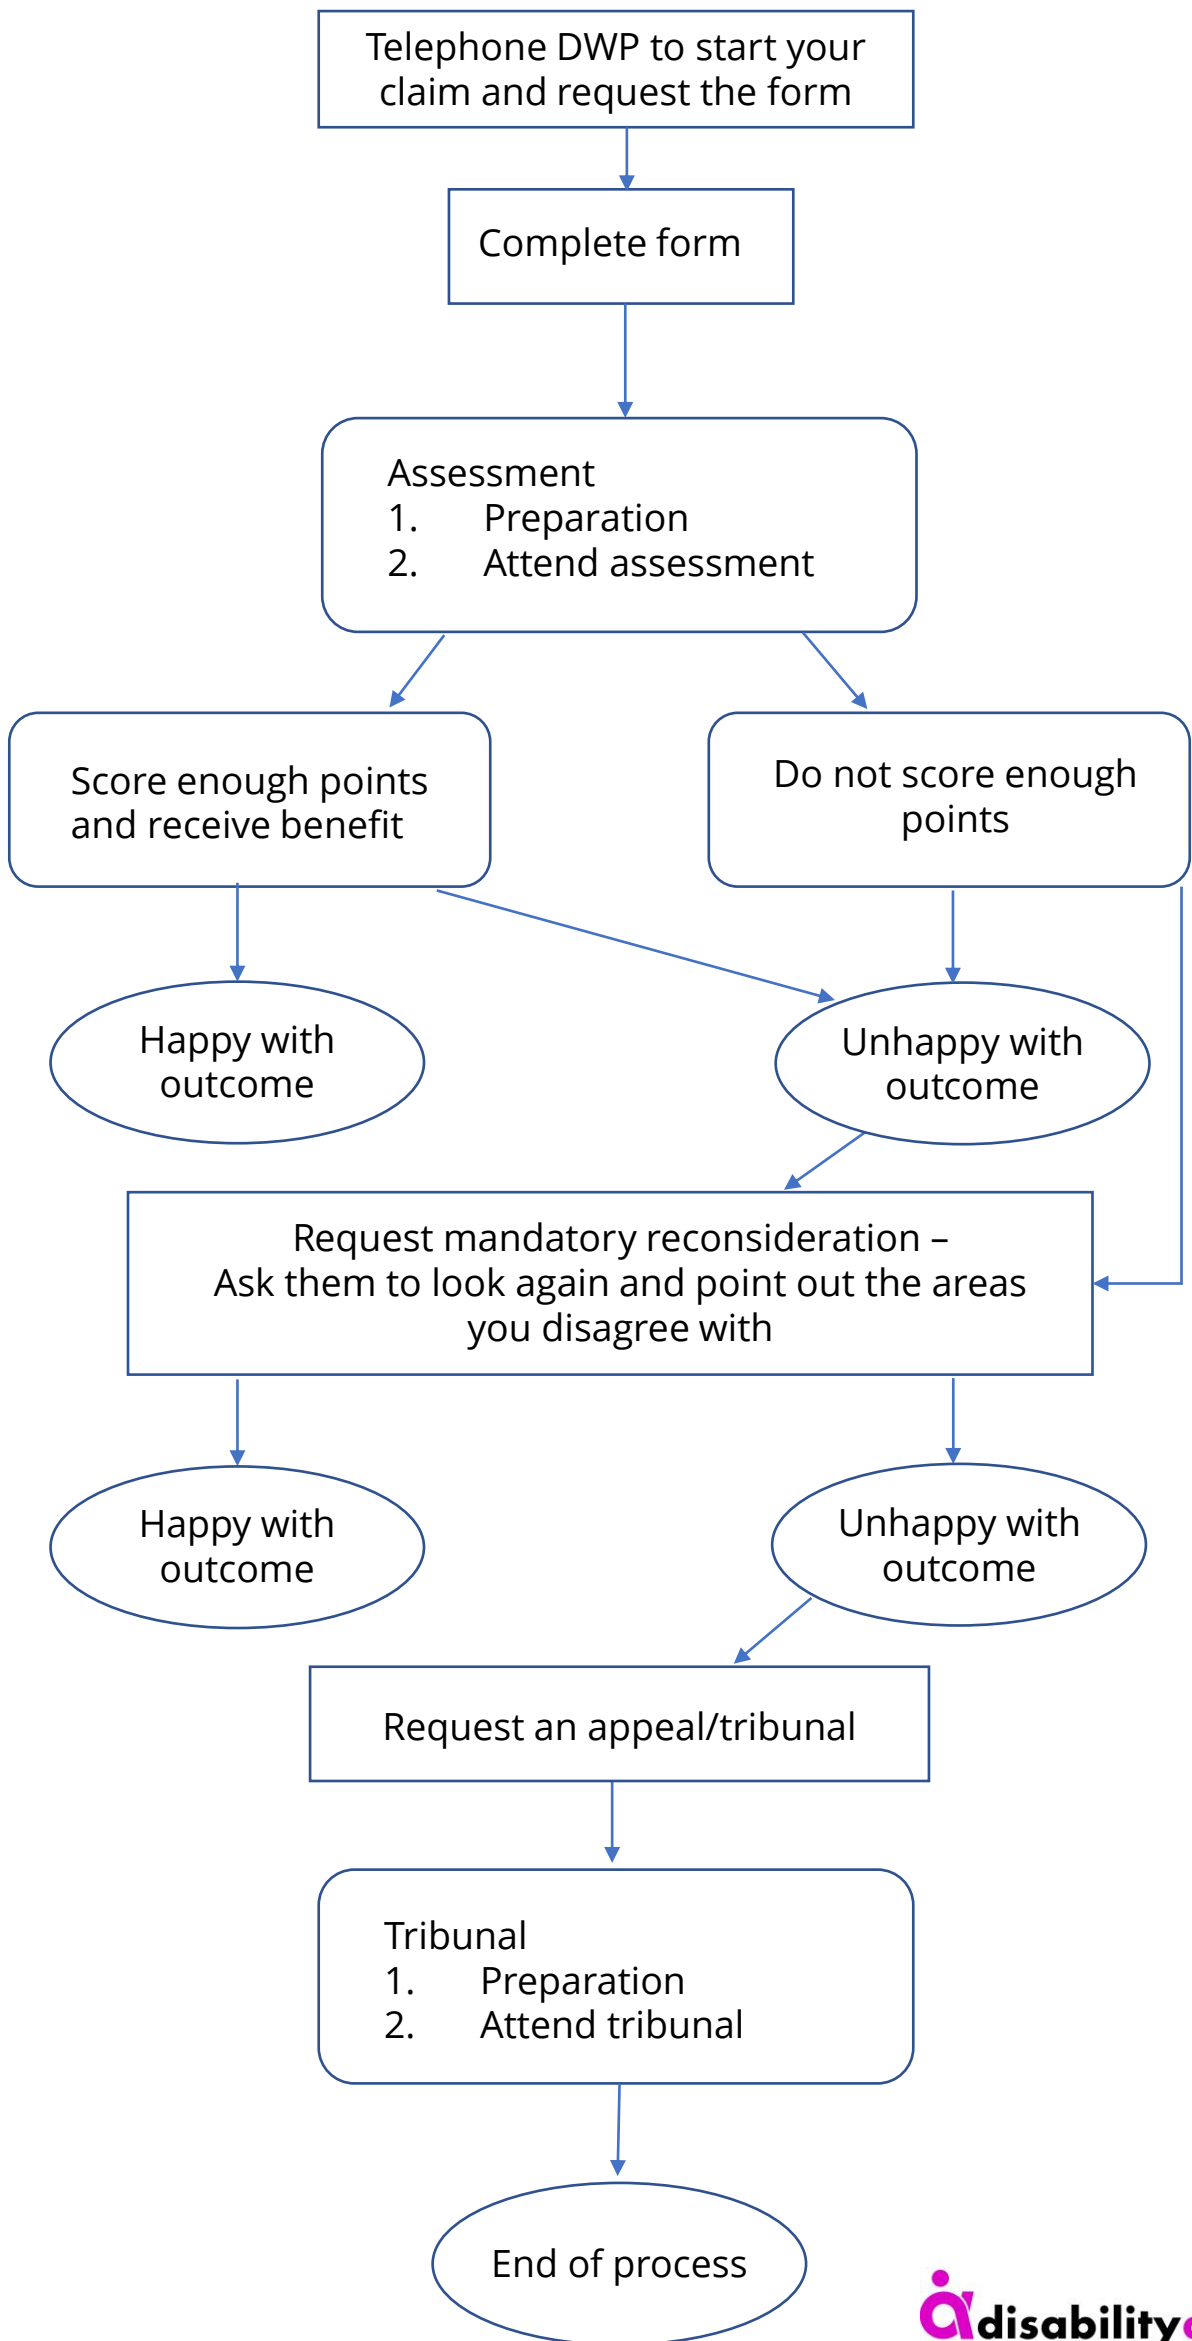 Telephone DWP to start your
claim and request the form
Complete form
Assessment
1. Preparation
2. Attend assessment
Score enough points
and receive benefit
Do not score enough
points
Happy with
outcome
Unhappy with
outcome
Request mandatory reconsideration –
Ask them to look again and point out the areas
you disagree with
Happy with
outcome
Unhappy with
outcome
Request an appeal/tribunal
Tribunal
1. Preparation
2. Attend tribunal
End of process
disability